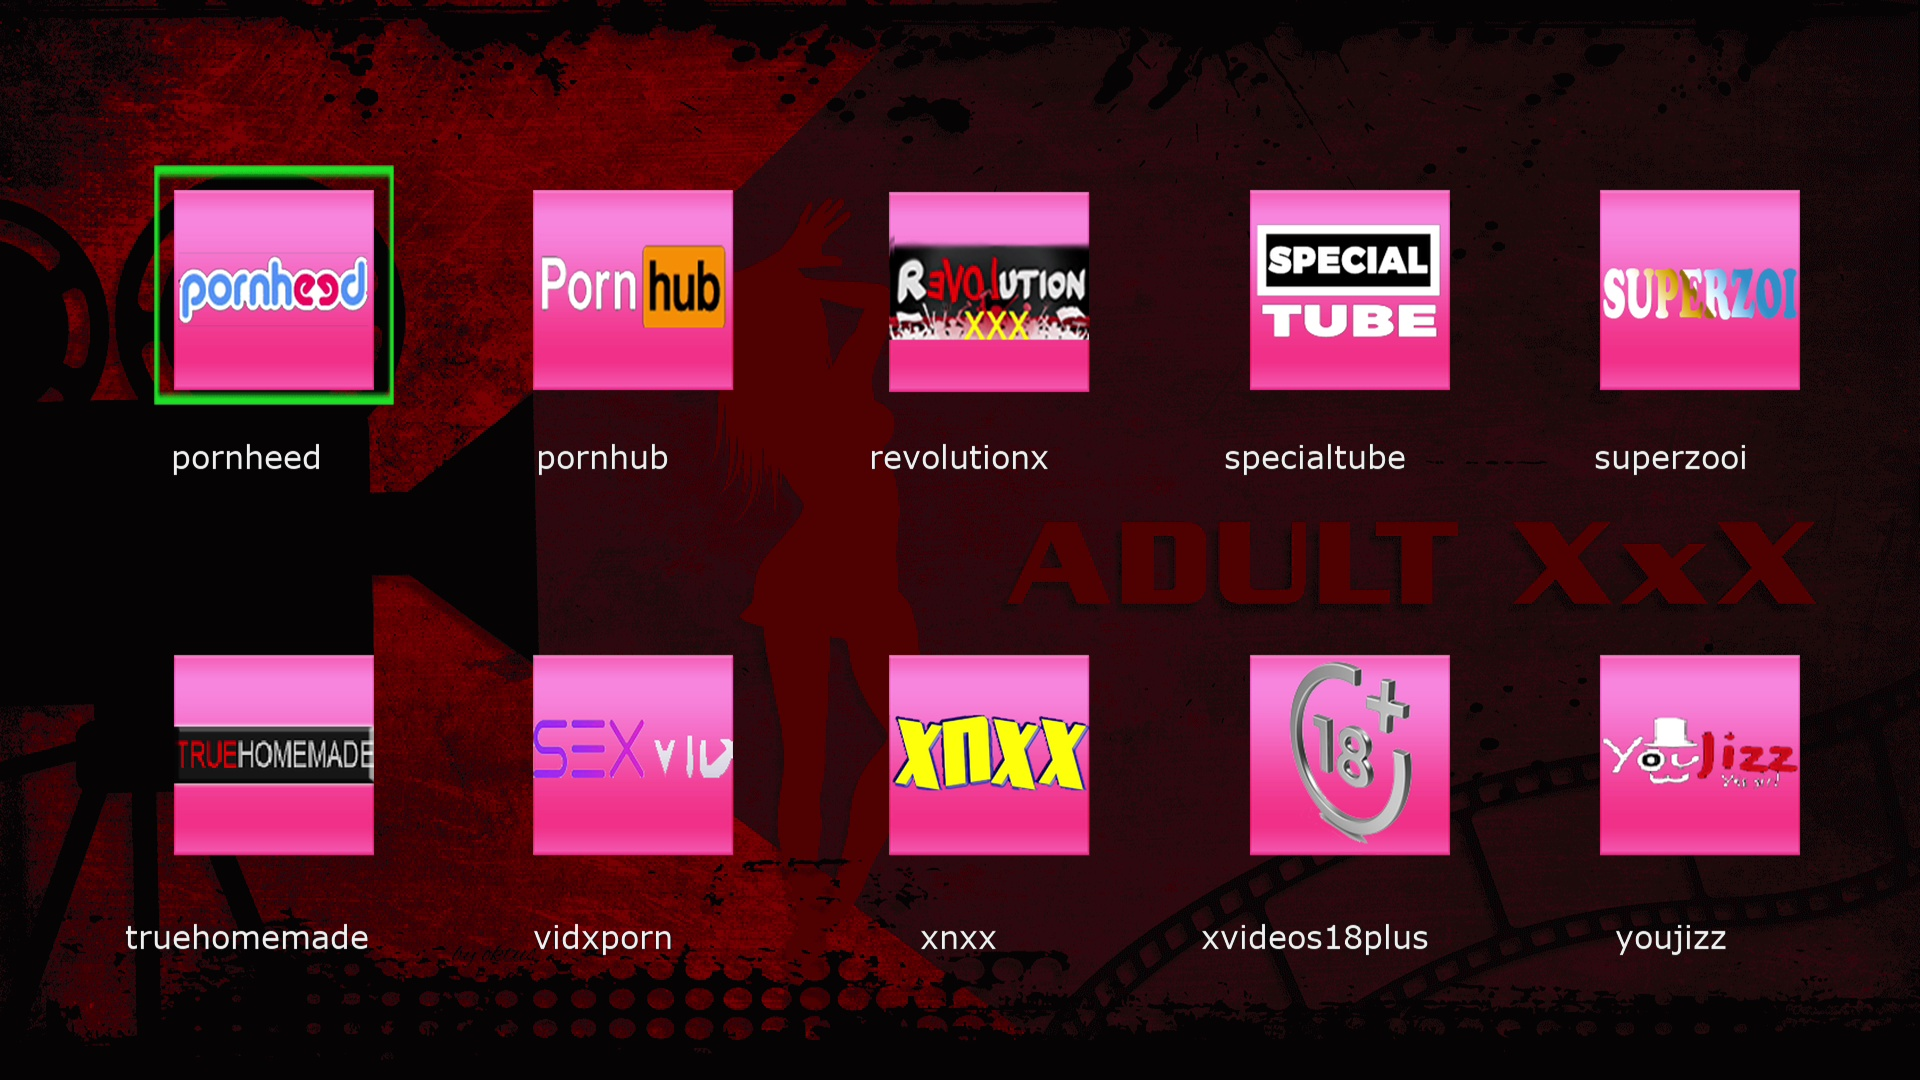 pornheed
Porn hub
REVOLUTION
XXX
SPECIAL
TUBE
SUPERZOI
pornheed
pornhub
revolutionx
specialtube
superzooi
ADULT XxX
TRUEHOMEMADE
SEX
xnxx
18+
YouJizz
truehomemade
vidxporn
xnxx
xvideos18plus
youjizz